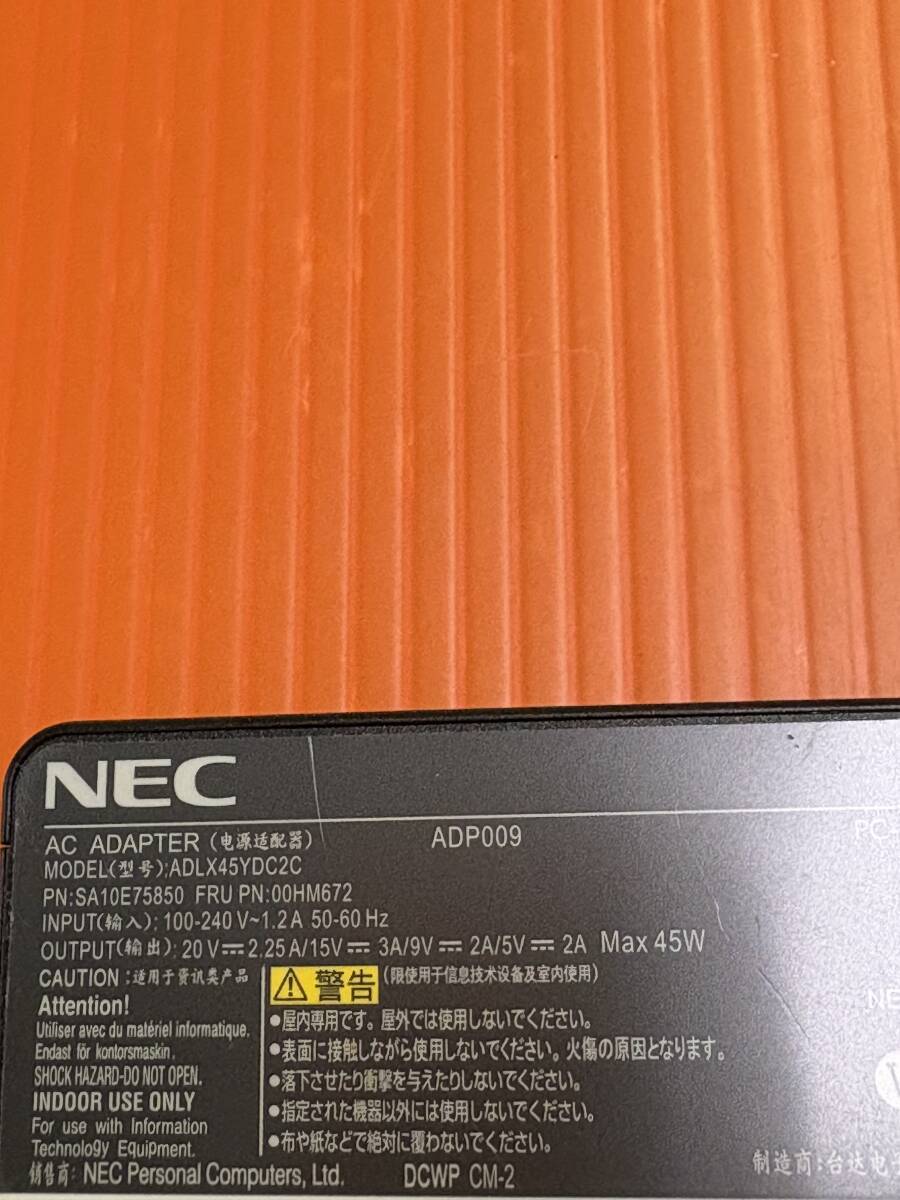 NEC
AC ADAPTER (电源适配器) ADP009
PC
MODEL(型号):ADLX45YDC2C
PN:SA10E75850 FRU PN:00HM672
INPUT(输入): 100-240 V~1.2 A 50-60 Hz
OUTPUT(输出): 20 V⎓2.25 A/15V⎓ 3A/9V⎓ 2A/5V⎓ 2A Max 45W
CAUTION :适用于资讯类产品
Attention!
Utiliser avec du matériel informatique.
Endast för kontorsmaskin.
SHOCK HAZARD-DO NOT OPEN.
INDOOR USE ONLY
For use with Information
Technology Equipment.
⚠警告 (限使用于信息技术设备及室内使用)
NE
●屋内専用です。屋外では使用しないでください。
●表面に接触しながら使用しないでください。火傷の原因となります。
●落下させたり衝撃を与えたりしないでください。
●指定された機器以外には使用しないでください。
●布や紙などで絶対に覆わないでください。
销售商: NEC Personal Computers, Ltd. DCWP CM-2
制造商:台达电子